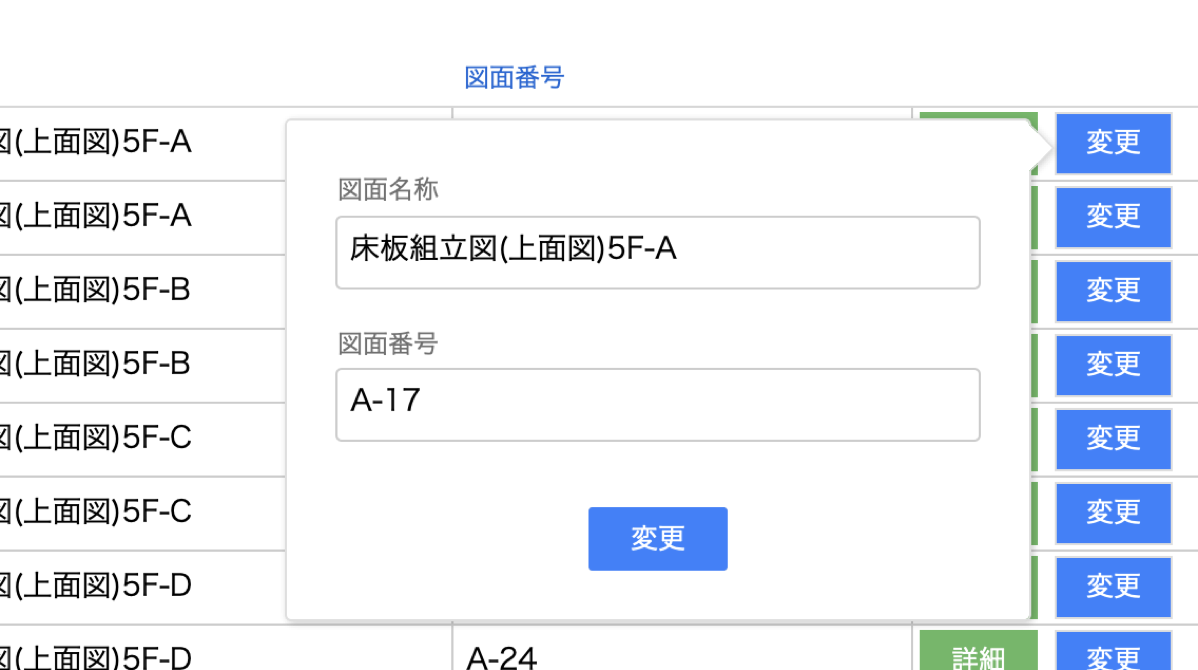 図面番号
図(上面図)5F-A
変更
図(上面図)5F-A
変更
図(上面図)5F-B
変更
図(上面図)5F-B
変更
図(上面図)5F-C
変更
図(上面図)5F-C
変更
図(上面図)5F-D
変更
図(上面図)5F-D
A-24
詳細
変更
図面名称
床板組立図(上面図)5F-A
図面番号
A-17
変更